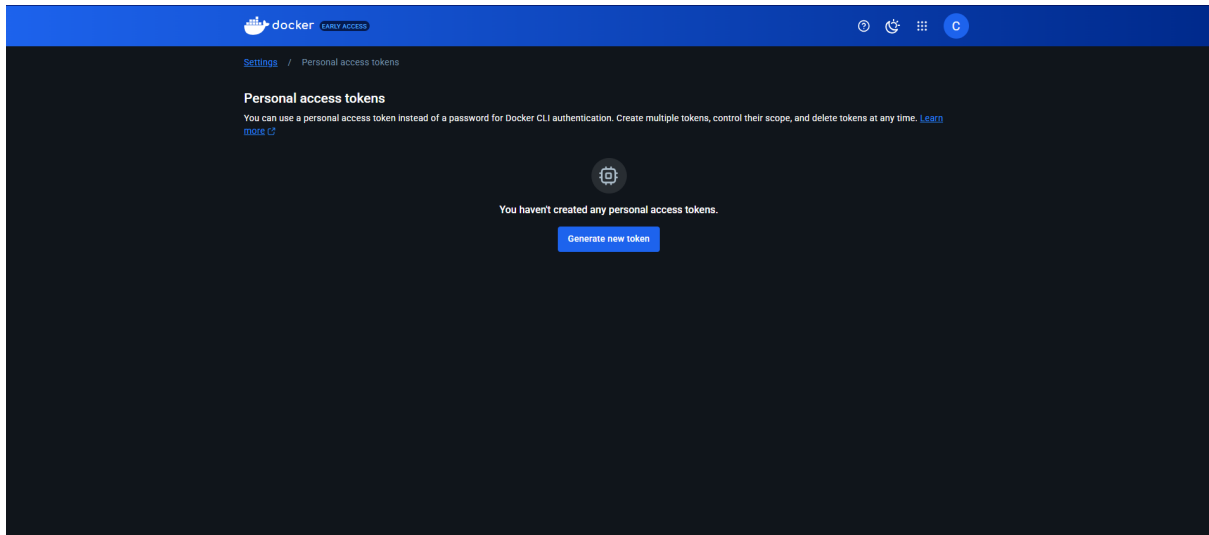 docker EARLY ACCESS
C
Settings / Personal access tokens
Personal access tokens
You can use a personal access token instead of a password for Docker CLI authentication. Create multiple tokens, control their scope, and delete tokens at any time. Learn
more
You haven't created any personal access tokens.
Generate new token